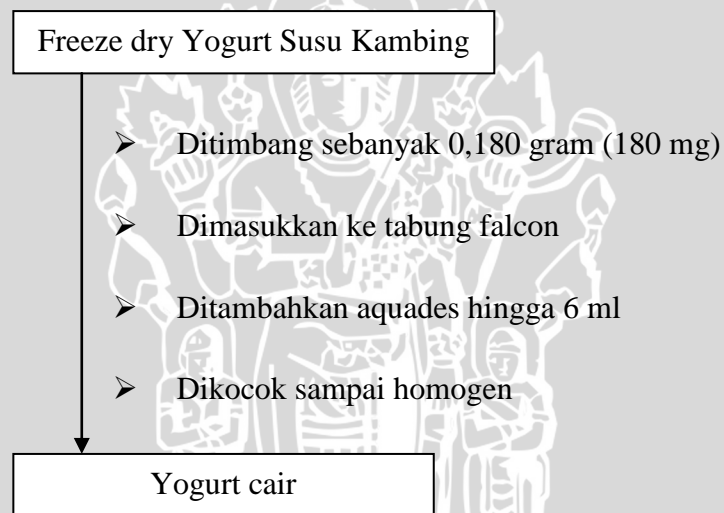 Freeze dry Yogurt Susu Kambing
➢ Ditimbang sebanyak 0,180 gram (180 mg)
➢ Dimasukkan ke tabung falcon
➢ Ditambahkan aquades hingga 6 ml
➢ Dikocok sampai homogen
Yogurt cair